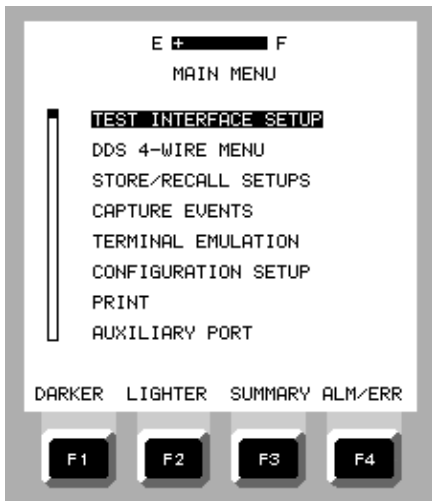 E + F
MAIN MENU
TEST INTERFACE SETUP
DDS 4-WIRE MENU
STORE/RECALL SETUPS
CAPTURE EVENTS
TERMINAL EMULATION
CONFIGURATION SETUP
PRINT
AUXILIARY PORT
DARKER LIGHTER SUMMARY ALM/ERR
F1 F2 F3 F4